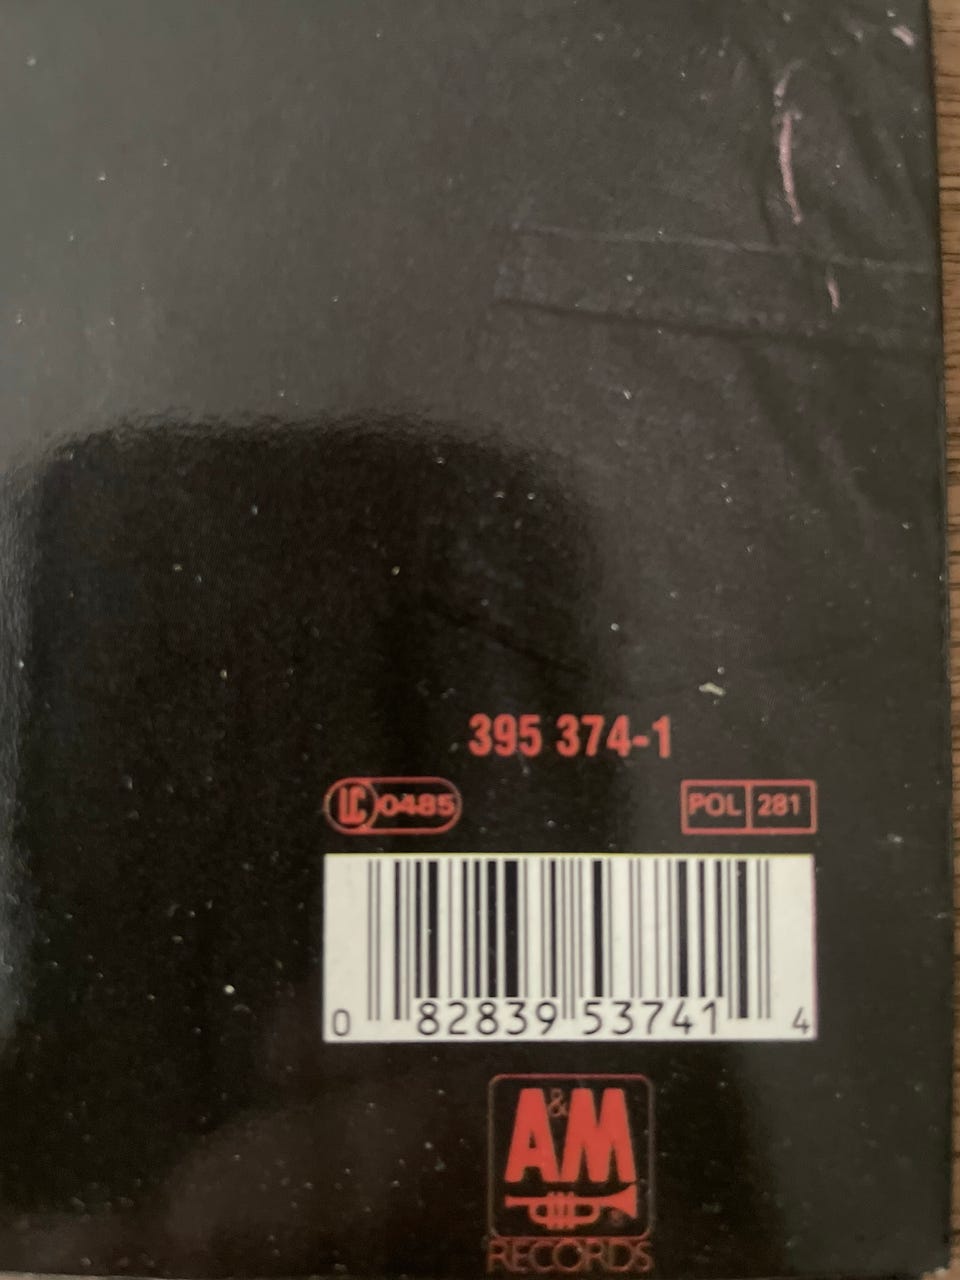 395 374-1
LC 0485 POL 281
0 82839 53741 4
A&M
RECORDS